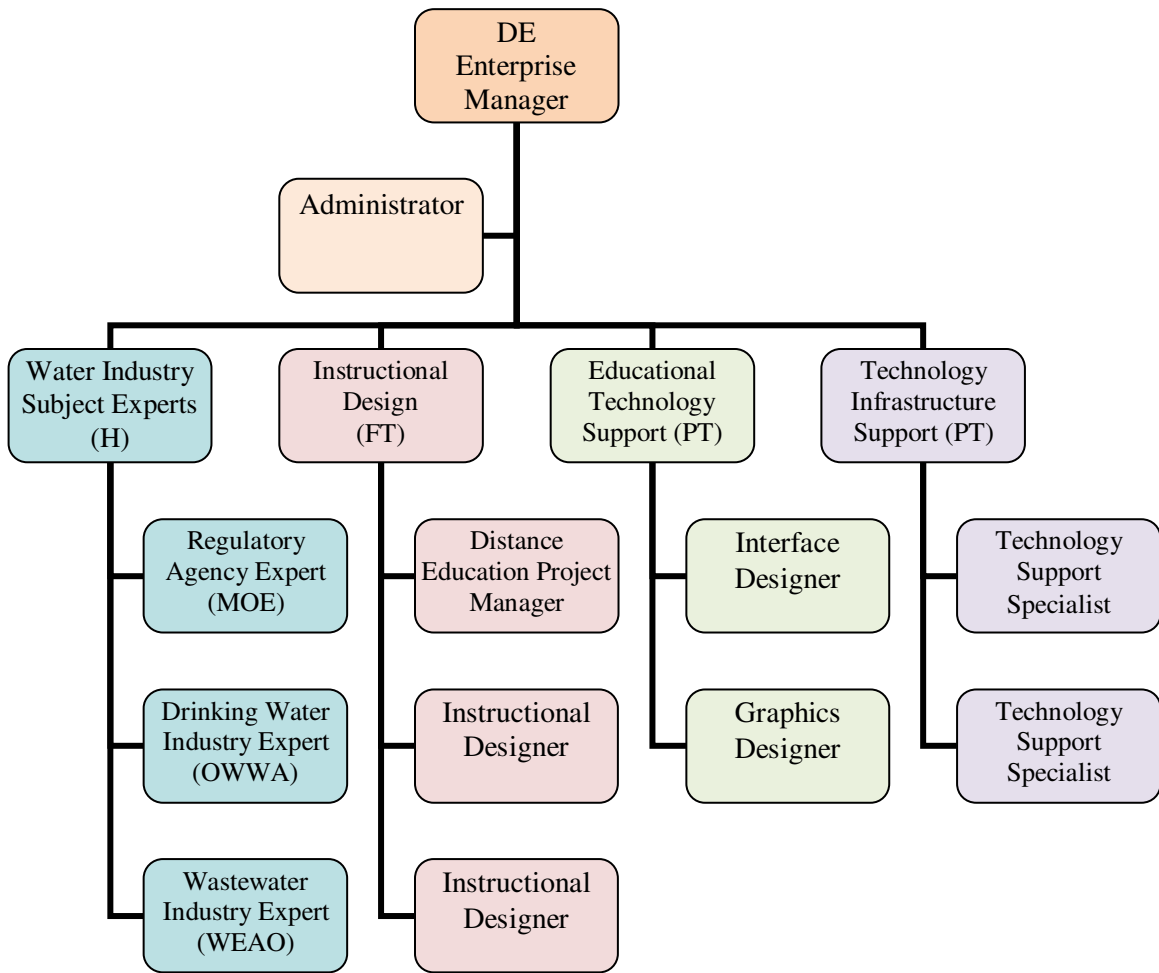 DE
Enterprise
Manager
Administrator
Water Industry
Subject Experts
(H)
Instructional
Design
(FT)
Educational
Technology
Support (PT)
Technology
Infrastructure
Support (PT)
Regulatory
Agency Expert
(MOE)
Distance
Education Project
Manager
Interface
Designer
Technology
Support
Specialist
Drinking Water
Industry Expert
(OWWA)
Instructional
Designer
Graphics
Designer
Technology
Support
Specialist
Wastewater
Industry Expert
(WEAO)
Instructional
Designer